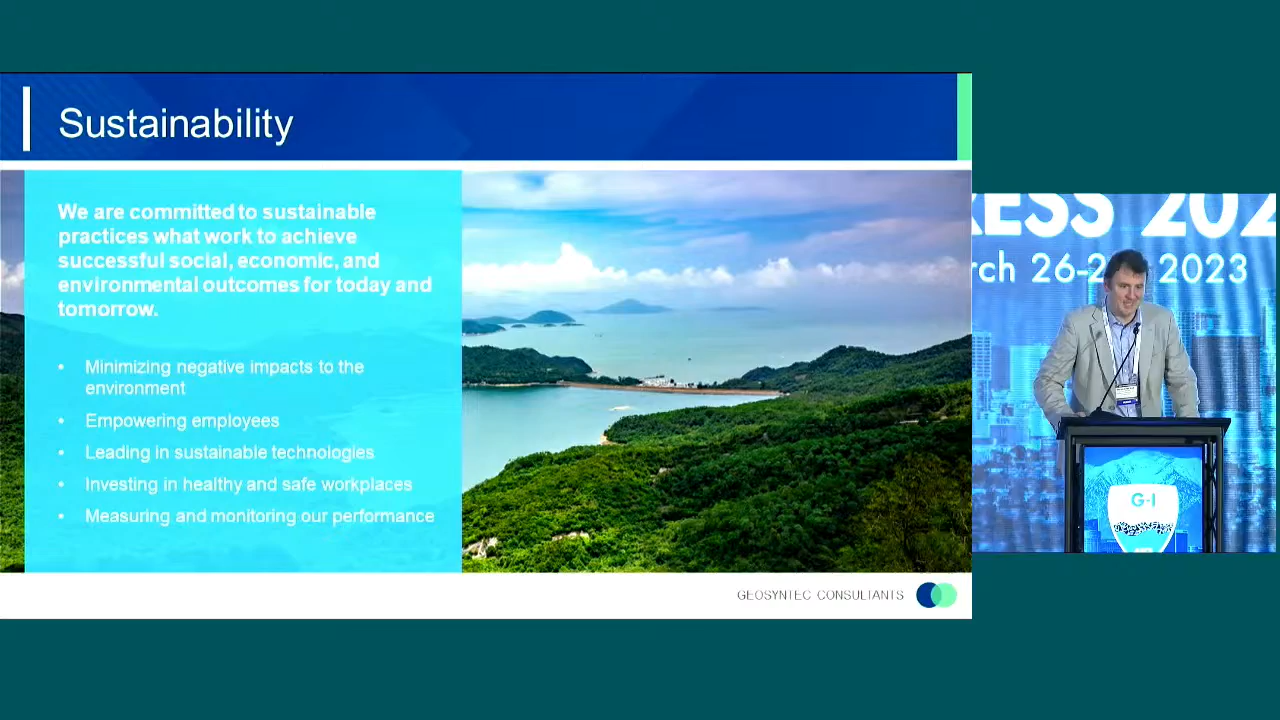 Sustainability
We are committed to sustainable
practices what work to achieve
successful social, economic, and
environmental outcomes for today and
tomorrow.
• Minimizing negative impacts to the
environment
• Empowering employees
• Leading in sustainable technologies
• Investing in healthy and safe workplaces
• Measuring and monitoring our performance
GEOSYNTEC CONSULTANTS
ESS 202
rch 26-2 2023
G-I